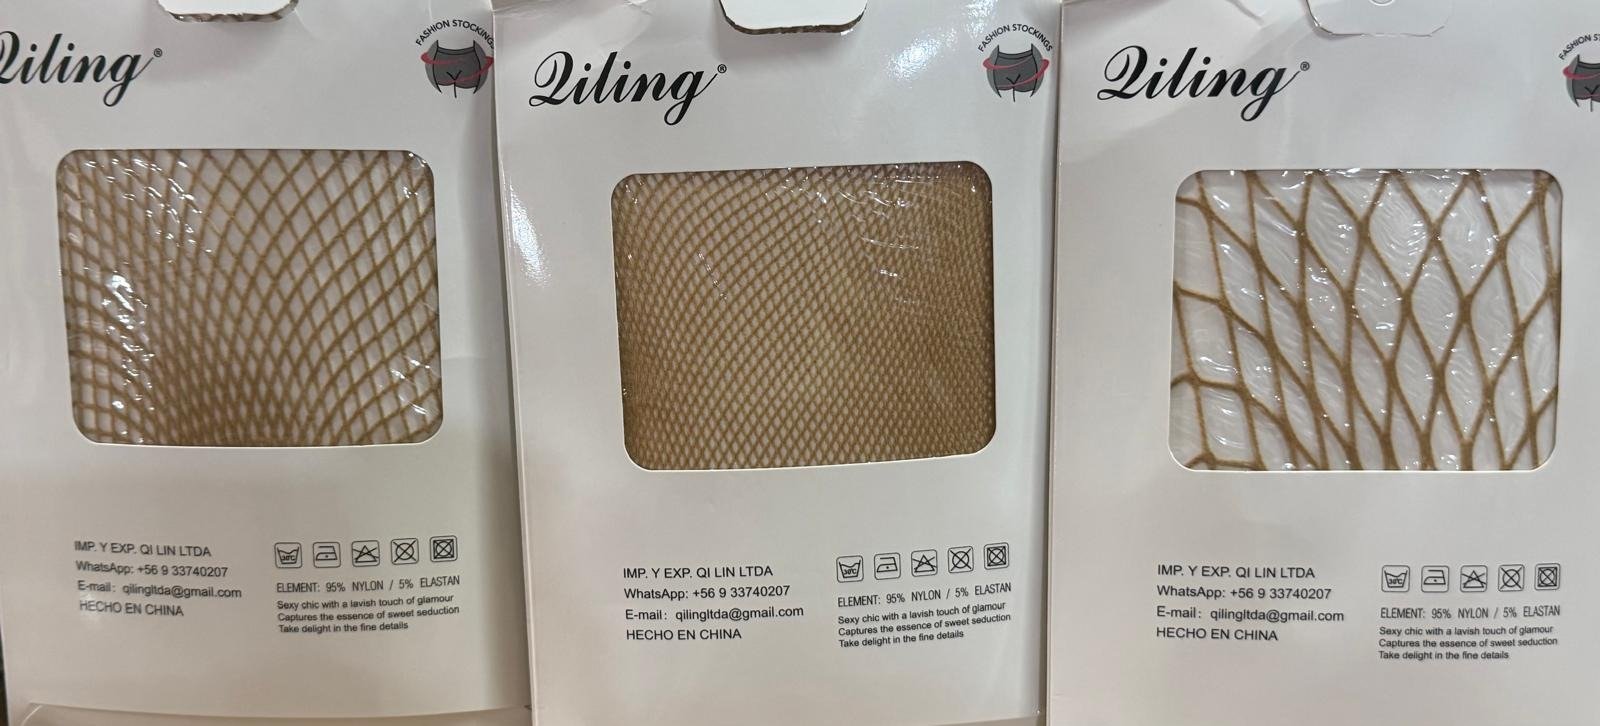 Qiling®
FASHION STOCKINGS
IMP. Y EXP. QI LIN LTDA
WhatsApp: +56 9 33740207
E-mail: qilingltda@gmail.com
HECHO EN CHINA
30°C
ELEMENT: 95% NYLON / 5% ELASTAN
Sexy chic with a lavish touch of glamour
Captures the essence of sweet seduction
Take delight in the fine details
Qiling®
FASHION STOCKINGS
IMP. Y EXP. QI LIN LTDA
WhatsApp: +56 9 33740207
E-mail: qilingltda@gmail.com
HECHO EN CHINA
30°C
ELEMENT: 95% NYLON / 5% ELASTAN
Sexy chic with a lavish touch of glamour
Captures the essence of sweet seduction
Take delight in the fine details
Qiling®
FASHION ST
IMP. Y EXP. QI LIN LTDA
WhatsApp: +56 9 33740207
E-mail: qilingltda@gmail.com
HECHO EN CHINA
30°C
ELEMENT: 95% NYLON / 5% ELASTAN
Sexy chic with a lavish touch of glamour
Captures the essence of sweet seduction
Take delight in the fine details